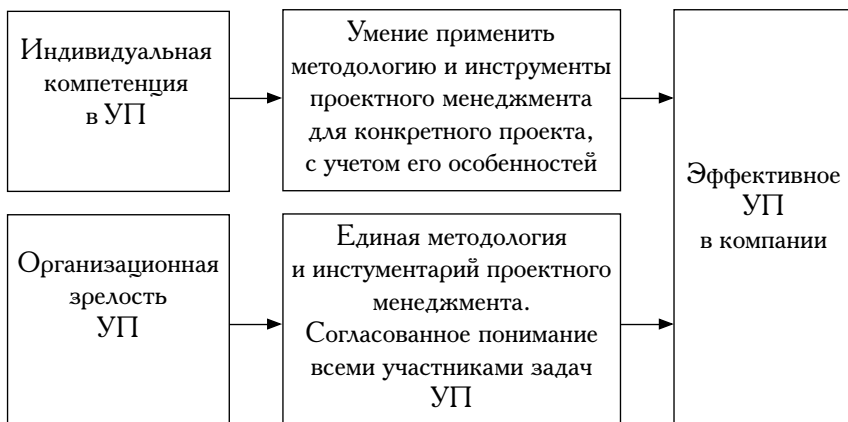 Индивидуальная
компетенция
в УП
Умение применить
методологию и инструменты
проектного менеджмента
для конкретного проекта,
с учетом его особенностей
Организационная
зрелость
УП
Единая методология
и инстументарий проектного
менеджмента.
Согласованное понимание
всеми участниками задач
УП
Эффективное
УП
в компании